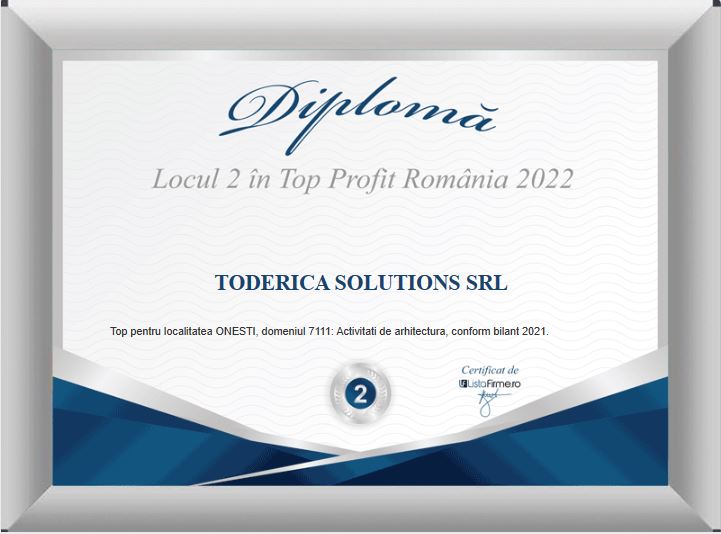 Diplomă
Locul 2 în Top Profit România 2022
TODERICA SOLUTIONS SRL
Top pentru localitatea ONESTI, domeniul 7111: Activitati de arhitectura, conform bilant 2021.
2
Certificat de
ListaFirme.ro